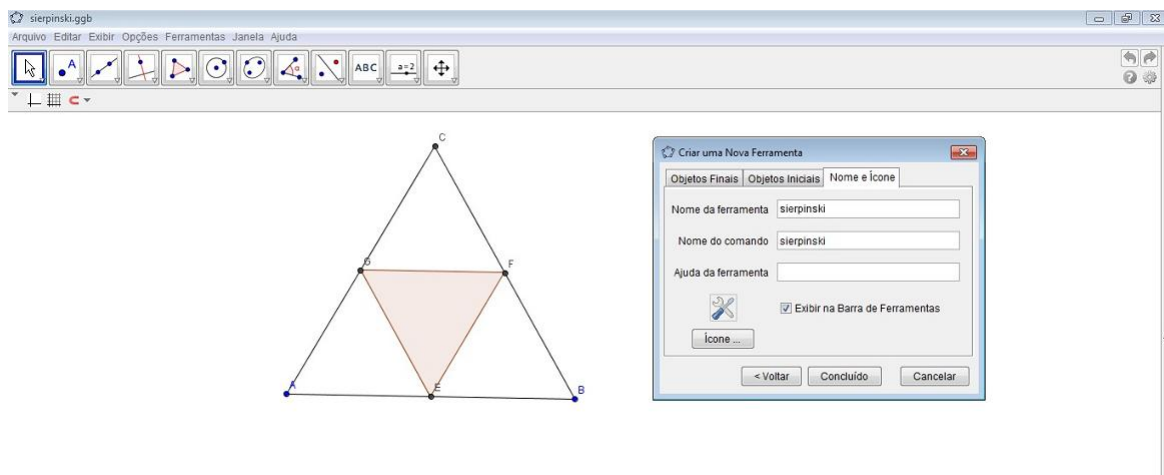 sierpinski.ggb
Arquivo Editar Exibir Opções Ferramentas Janela Ajuda
A
ABC
a=2
C
G
F
A
E
B
Criar uma Nova Ferramenta
Objetos Finais Objetos Iniciais Nome e Ícone
Nome da ferramenta sierpinski
Nome do comando sierpinski
Ajuda da ferramenta
Exibir na Barra de Ferramentas
Ícone ...
< Voltar Concluído Cancelar